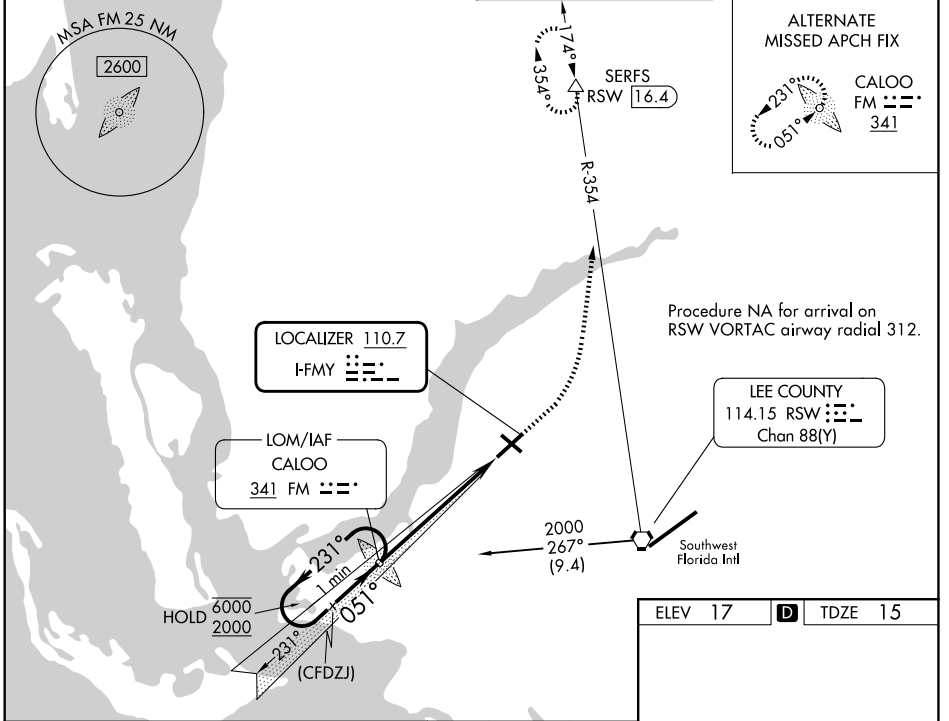 MSA FM 25 NM
2600
174°
354°
SERFS
RSW 16.4
R-354
ALTERNATE
MISSED APCH FIX
231°
051°
CALOO
FM
341
Procedure NA for arrival on
RSW VORTAC airway radial 312.
LOCALIZER 110.7
I-FMY
LEE COUNTY
114.15 RSW
Chan 88(Y)
LOM/IAF
CALOO
341 FM
2000
267°
(9.4)
Southwest
Florida Intl
231°
1 min
051°
HOLD 6000
2000
231°
(CFDZJ)
ELEV 17 D TDZE 15